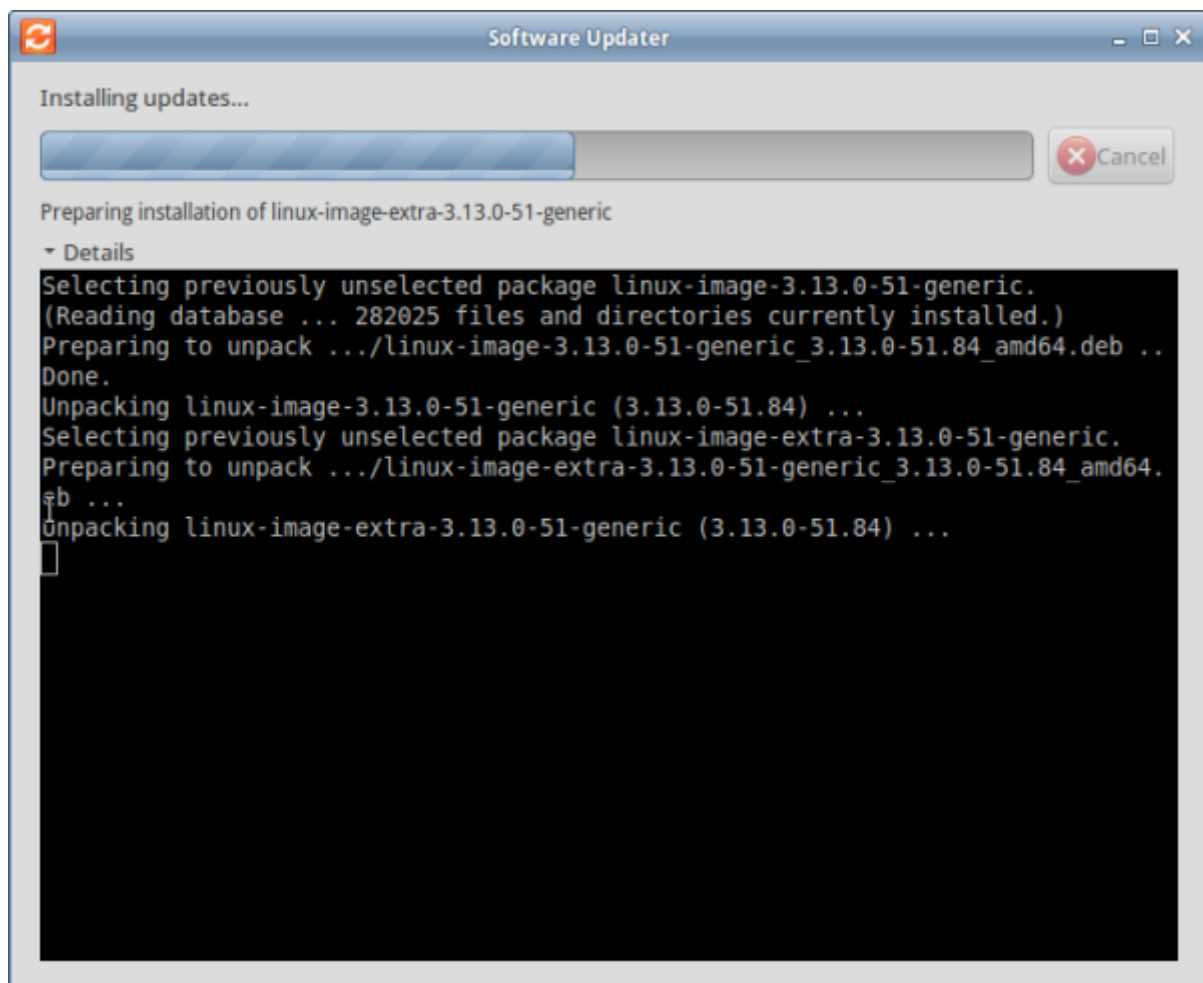 Software Updater
Installing updates...
Cancel
Preparing installation of linux-image-extra-3.13.0-51-generic
Details
Selecting previously unselected package linux-image-3.13.0-51-generic.
(Reading database ... 282025 files and directories currently installed.)
Preparing to unpack .../linux-image-3.13.0-51-generic_3.13.0-51.84_amd64.deb ..
Done.
Unpacking linux-image-3.13.0-51-generic (3.13.0-51.84) ...
Selecting previously unselected package linux-image-extra-3.13.0-51-generic.
Preparing to unpack .../linux-image-extra-3.13.0-51-generic_3.13.0-51.84_amd64.
eb ...
Unpacking linux-image-extra-3.13.0-51-generic (3.13.0-51.84) ...